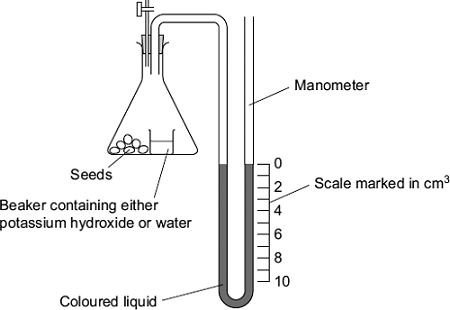 Manometer
Seeds
Beaker containing either
potassium hydroxide or water
0
2
4
6
8
10
Scale marked in cm³
Coloured liquid